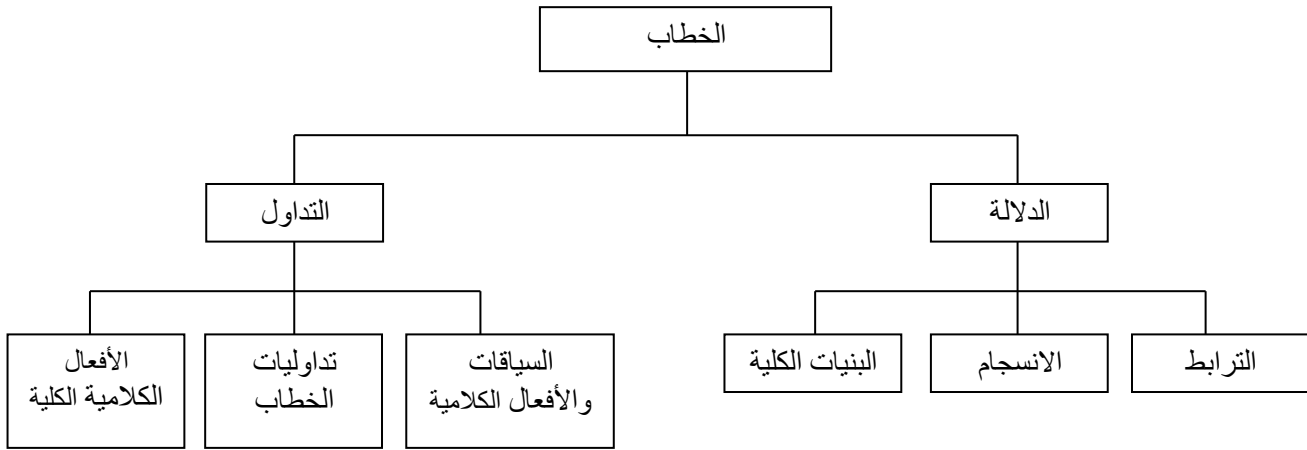 الخطاب
الدلالة
التداول
الترابط
الانسجام
البنيات الكلية
السياقات
والأفعال الكلامية
تداوليات
الخطاب
الأفعال
الكلامية الكلية